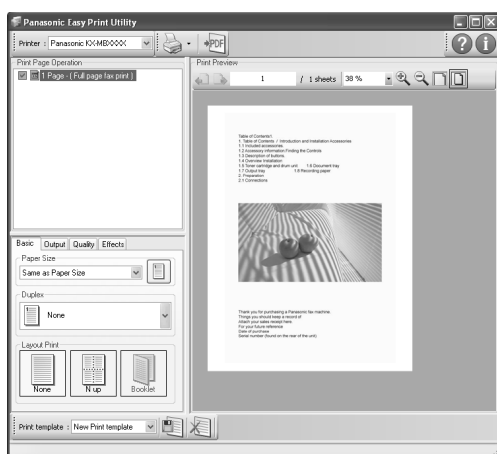 Panasonic Easy Print Utility
Printer : Panasonic KX-MBXXXX
PDF
Print Page Operation
1 Page - ( Full page fax print )
Print Preview
1 / 1 sheets 38 %
Table of Contents1.
1. Table of Contents / Introduction and Installation Accessories
1.1 Included accessories.
1.2 Accessory information Finding the Controls
1.3 Description of buttons.
1.4 Overview Installation
1.5 Toner cartridge and drum unit 1.6 Document tray
1.7 Output tray 1.8 Recording paper
2. Preparation
2.1 Connections
Thank you for purchasing a Panasonic fax machine.
Things you should keep a record of
Attach your sales receipt here
For your future reference
Date of purchase
Serial number (found on the rear of the unit)
Basic Output Quality Effects
Paper Size
Same as Paper Size
Duplex
None
Layout Print
None N up Booklet
Print template : New Print template